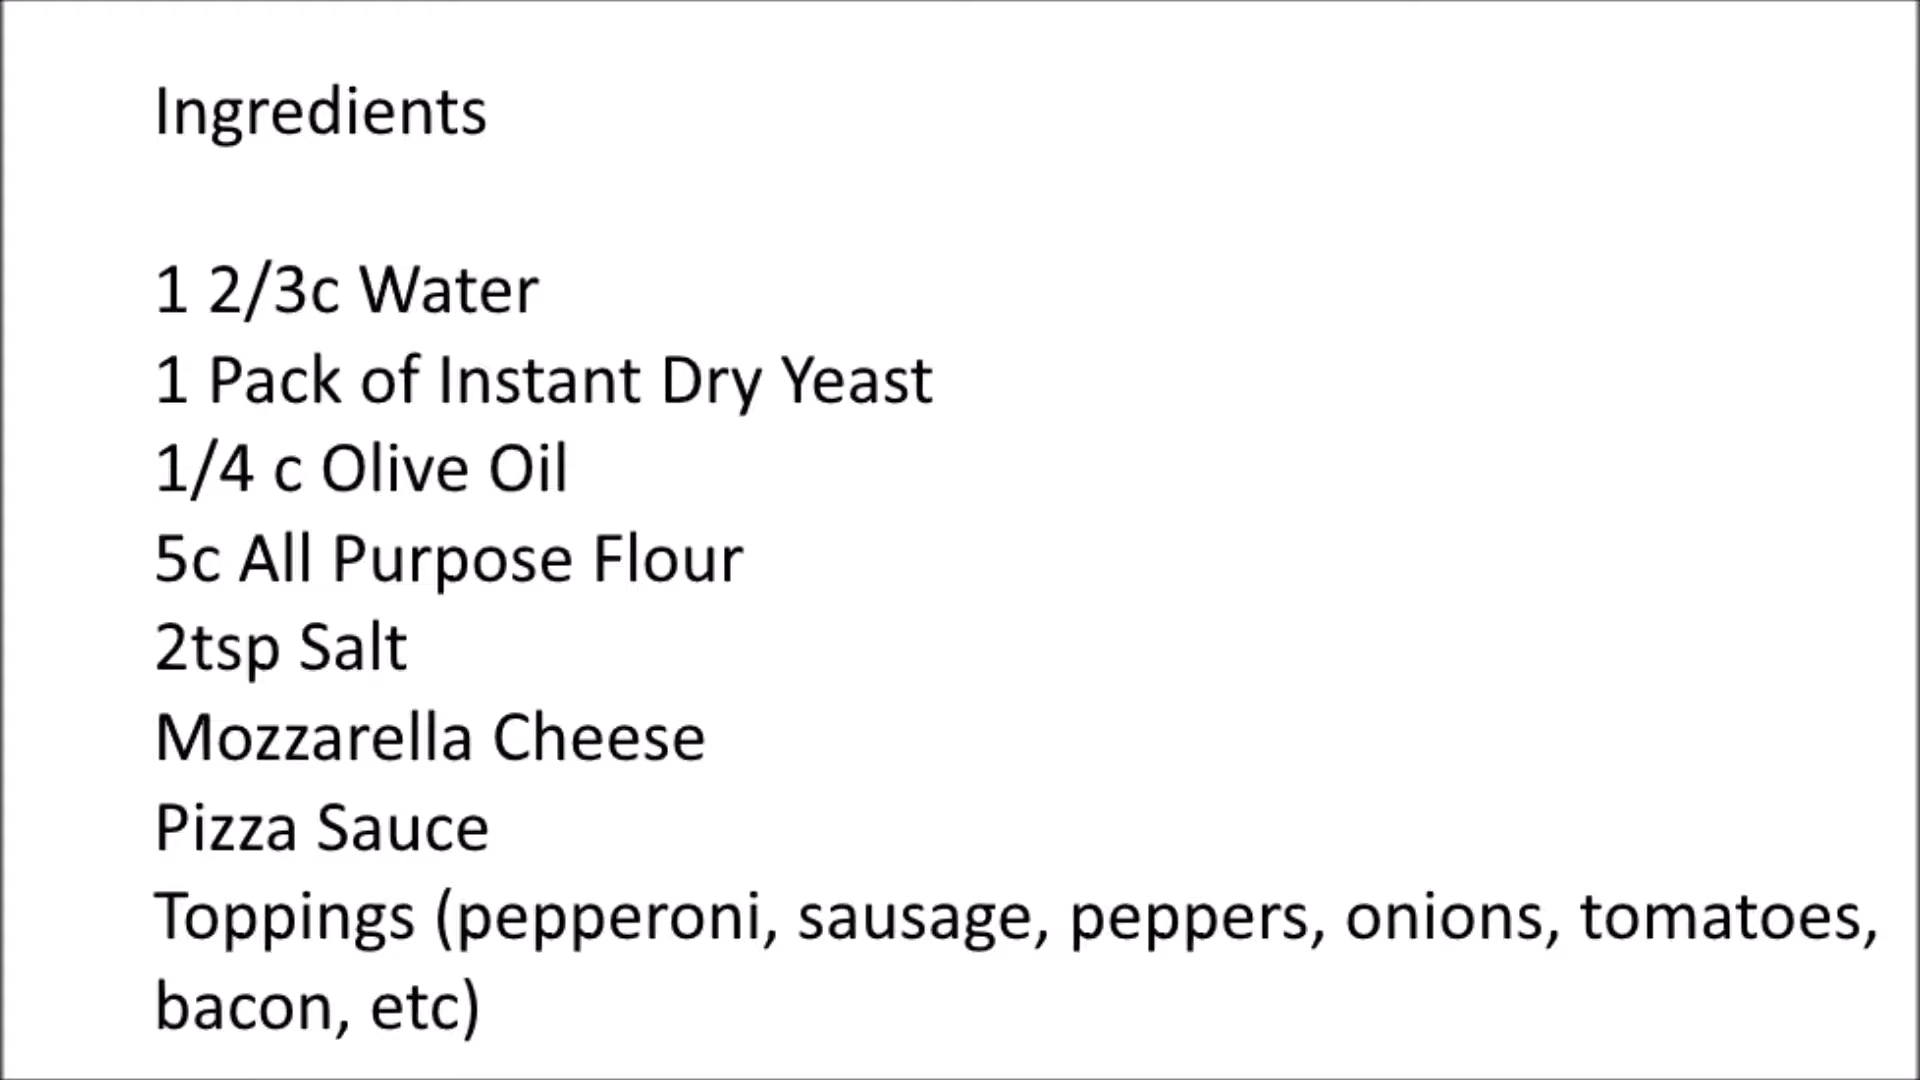 Ingredients
1 2/3c Water
1 Pack of Instant Dry Yeast
1/4 c Olive Oil
5c All Purpose Flour
2tsp Salt
Mozzarella Cheese
Pizza Sauce
Toppings (pepperoni, sausage, peppers, onions, tomatoes,
bacon, etc)